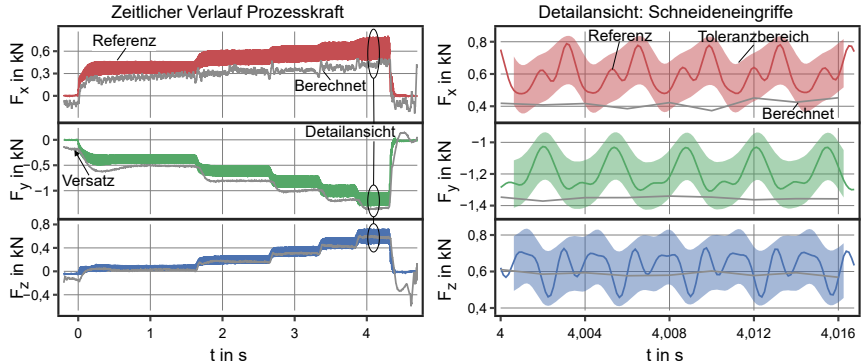 Zeitlicher Verlauf Prozesskraft
F_x in kN
0,6
0,3
0
Referenz
Berechnet
F_y in kN
0
-0,5
-1
Versatz
Detailansicht
F_z in kN
0,8
0,4
0
-0,4
0 1 2 3 4
t in s
Detailansicht: Schneideneingriffe
F_x in kN
0,8
0,6
0,4
Referenz
Toleranzbereich
Berechnet
F_y in kN
-1
-1,2
-1,4
F_z in kN
0,8
0,6
0,4
4 4,004 4,008 4,012 4,016
t in s